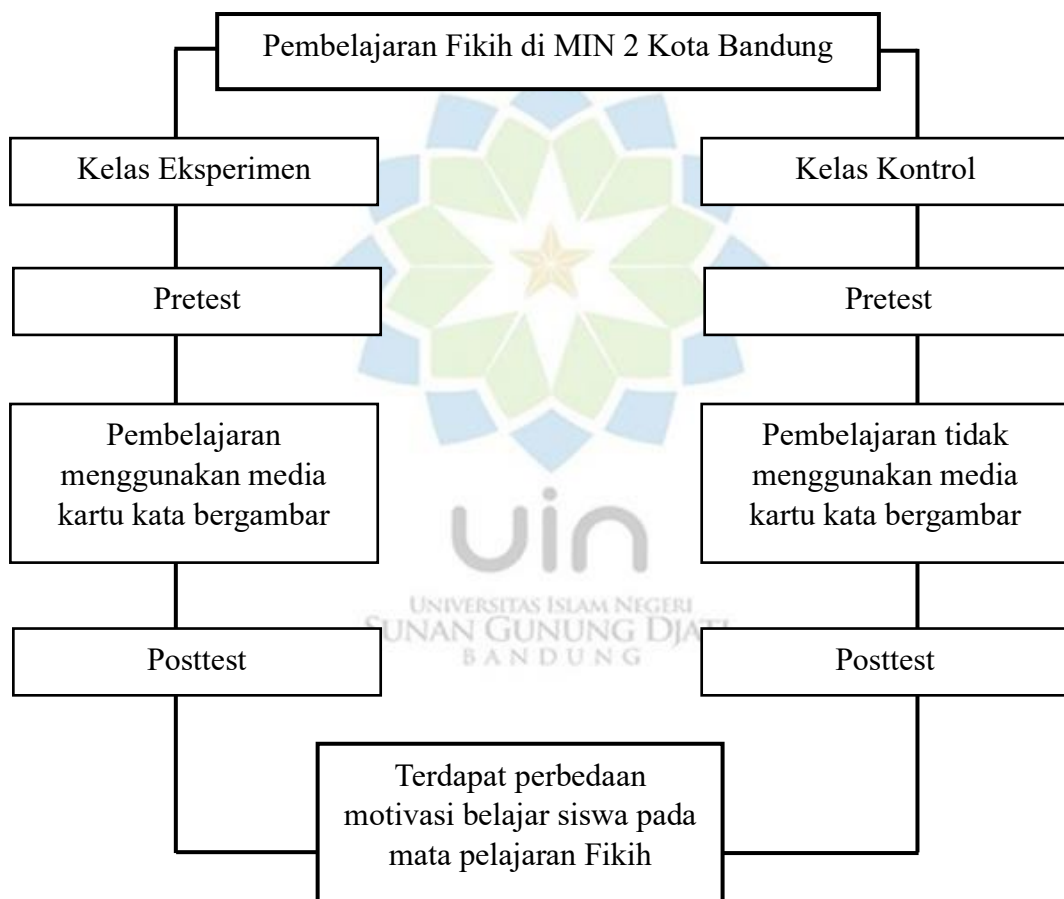 Pembelajaran Fikih di MIN 2 Kota Bandung
Kelas Eksperimen
Kelas Kontrol
Pretest
Pretest
Pembelajaran
menggunakan media
kartu kata bergambar
Pembelajaran tidak
menggunakan media
kartu kata bergambar
uin
UNIVERSITAS ISLAM NEGERI
SUNAN GUNUNG DJATI
BANDUNG
Posttest
Posttest
Terdapat perbedaan
motivasi belajar siswa pada
mata pelajaran Fikih